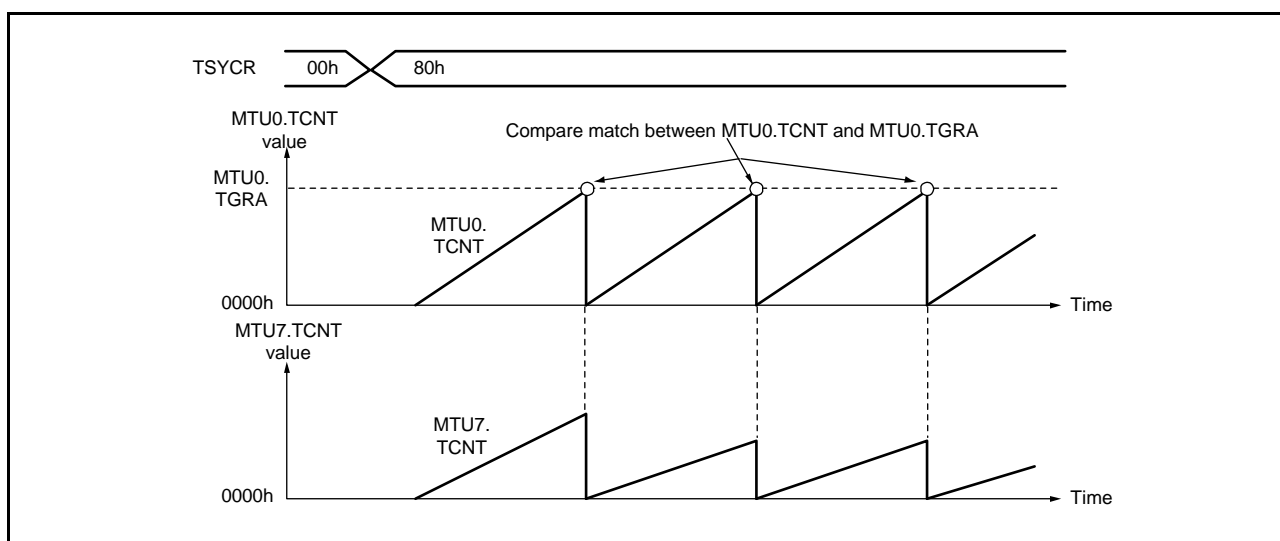 TSYCR 00h 80h
MTU0.TCNT
value
Compare match between MTU0.TCNT and MTU0.TGRA
MTU0.
TGRA
MTU0.
TCNT
0000h
Time
MTU7.TCNT
value
MTU7.
TCNT
0000h
Time